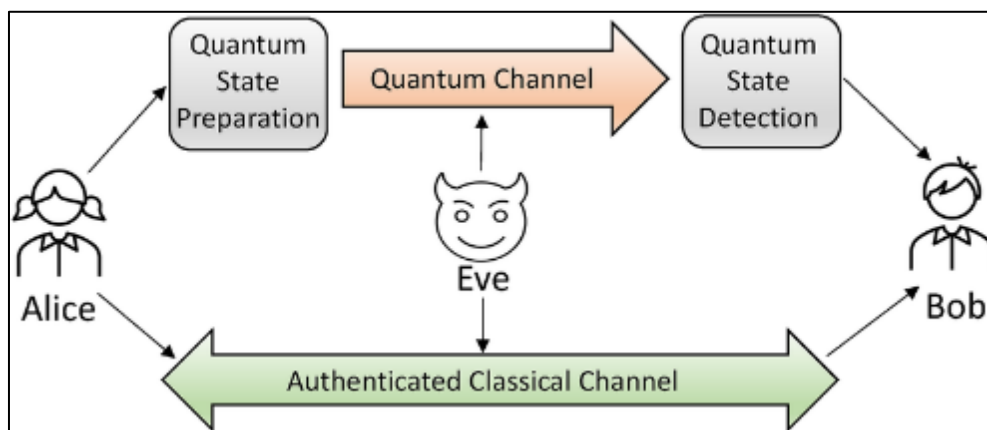 Quantum
State
Preparation
Quantum Channel
Quantum
State
Detection
Alice
Eve
Bob
Authenticated Classical Channel